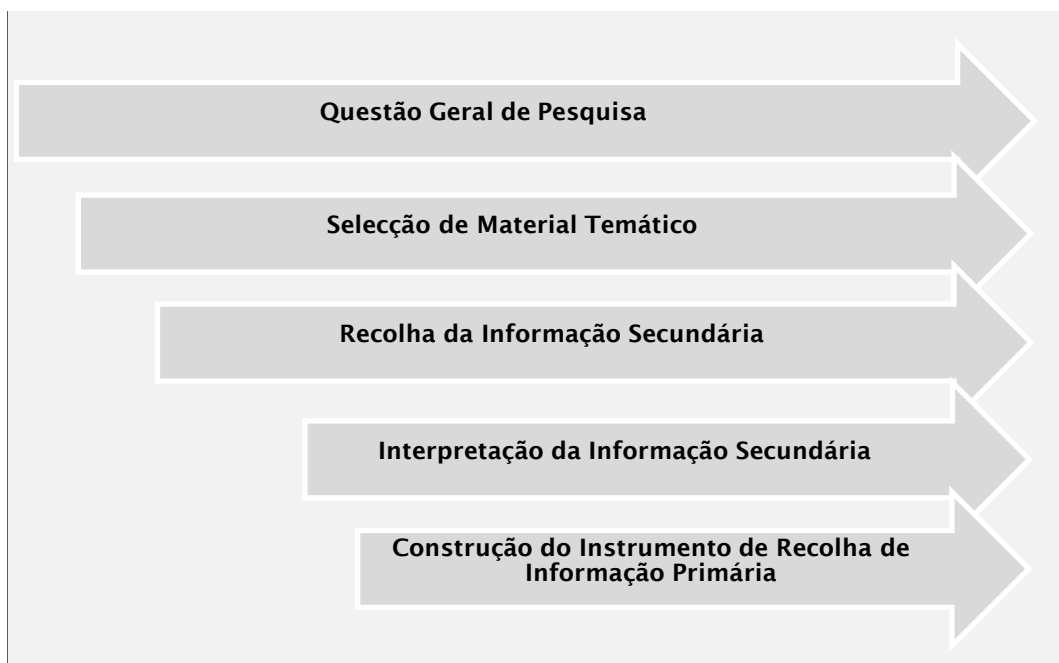 Questão Geral de Pesquisa
Selecção de Material Temático
Recolha da Informação Secundária
Interpretação da Informação Secundária
Construção do Instrumento de Recolha de
Informação Primária